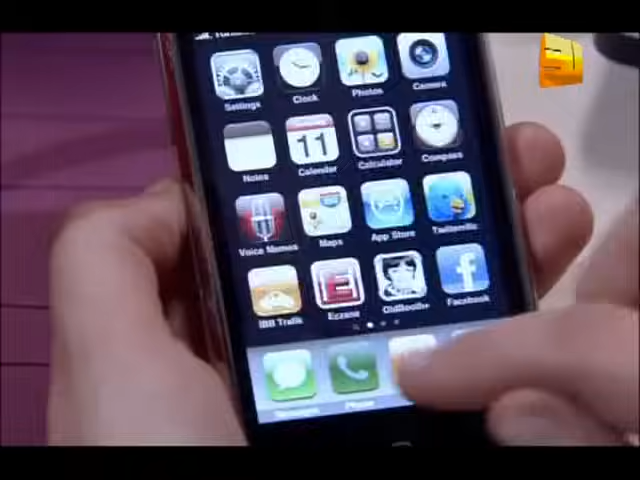 Settings Clock Photos Camera
Notes Calendar Calculator Compass
11
Voice Memos Maps App Store Twitterrific
IBB Trafik Eczane OldBooth+ Facebook
Phone